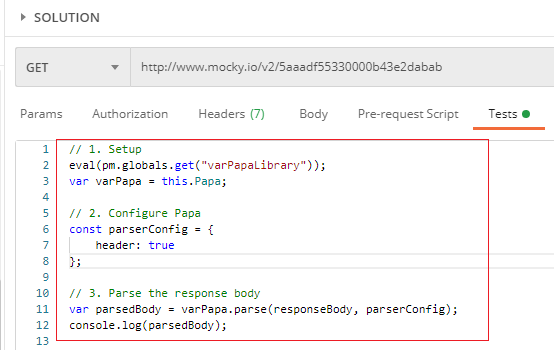 SOLUTION
GET http://www.mocky.io/v2/5aaadf55330000b43e2dabab
Params Authorization Headers (7) Body Pre-request Script Tests
1 // 1. Setup
2 eval(pm.globals.get("varPapaLibrary"));
3 var varPapa = this.Papa;
4
5 // 2. Configure Papa
6 const parserConfig = {
7     header: true
8 };
9
10 // 3. Parse the response body
11 var parsedBody = varPapa.parse(responseBody, parserConfig);
12 console.log(parsedBody);
13